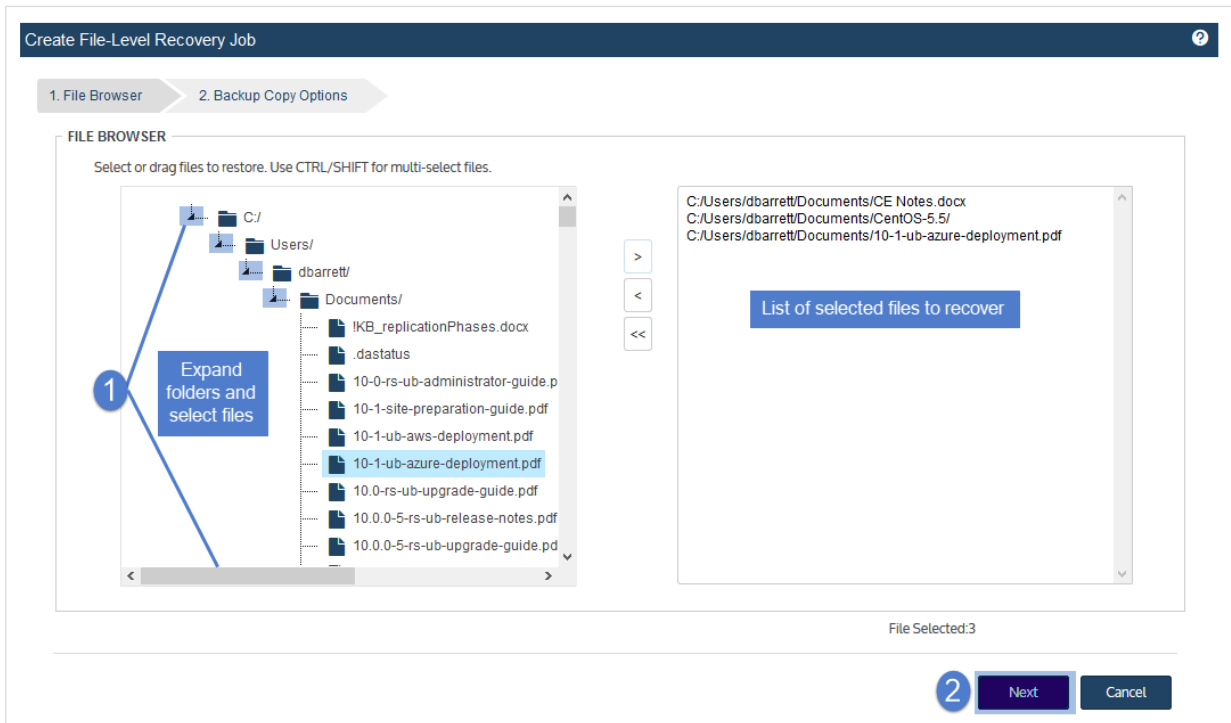 Create File-Level Recovery Job
?
1. File Browser
2. Backup Copy Options
FILE BROWSER
Select or drag files to restore. Use CTRL/SHIFT for multi-select files.
C:/
Users/
dbarrett/
Documents/
!KB_replicationPhases.docx
.dastatus
10-0-rs-ub-administrator-guide.p
10-1-site-preparation-guide.pdf
10-1-ub-aws-deployment.pdf
10-1-ub-azure-deployment.pdf
10.0-rs-ub-upgrade-guide.pdf
10.0.0-5-rs-ub-release-notes.pdf
10.0.0-5-rs-ub-upgrade-guide.pd
1
Expand
folders and
select files
>
<
<<
C:/Users/dbarrett/Documents/CE Notes.docx
C:/Users/dbarrett/Documents/CentOS-5.5/
C:/Users/dbarrett/Documents/10-1-ub-azure-deployment.pdf
List of selected files to recover
File Selected:3
2
Next
Cancel